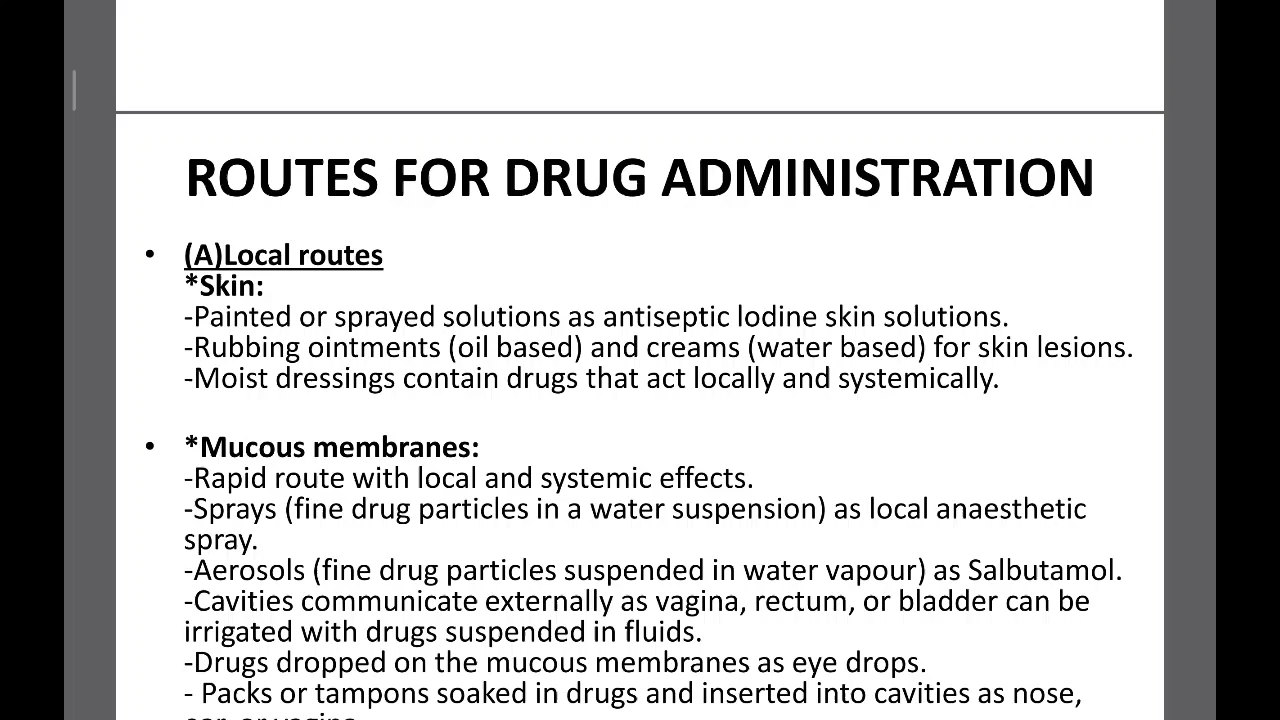 ROUTES FOR DRUG ADMINISTRATION
• (A)Local routes
*Skin:
-Painted or sprayed solutions as antiseptic lodine skin solutions.
-Rubbing ointments (oil based) and creams (water based) for skin lesions.
-Moist dressings contain drugs that act locally and systemically.
• *Mucous membranes:
-Rapid route with local and systemic effects.
-Sprays (fine drug particles in a water suspension) as local anaesthetic
spray.
-Aerosols (fine drug particles suspended in water vapour) as Salbutamol.
-Cavities communicate externally as vagina, rectum, or bladder can be
irrigated with drugs suspended in fluids.
-Drugs dropped on the mucous membranes as eye drops.
- Packs or tampons soaked in drugs and inserted into cavities as nose,